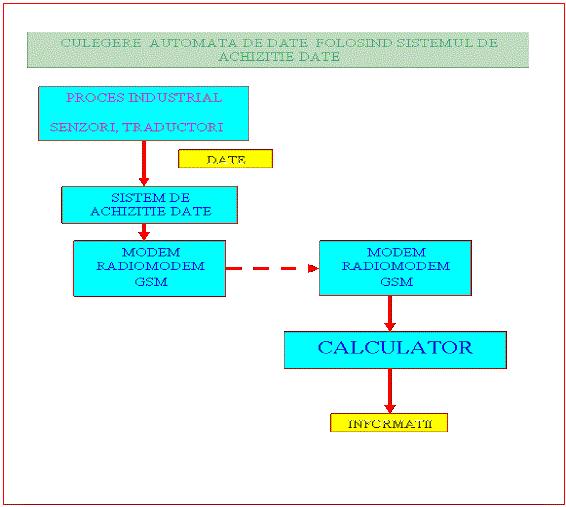 CULEGERE AUTOMATA DE DATE FOLOSIND SISTEMUL DE
ACHIZITIE DATE
PROCES INDUSTRIAL
SENZORI, TRADUCTORI
DATE
SISTEM DE
ACHIZITIE DATE
MODEM
RADIOMODEM
GSM
MODEM
RADIOMODEM
GSM
CALCULATOR
INFORMATII